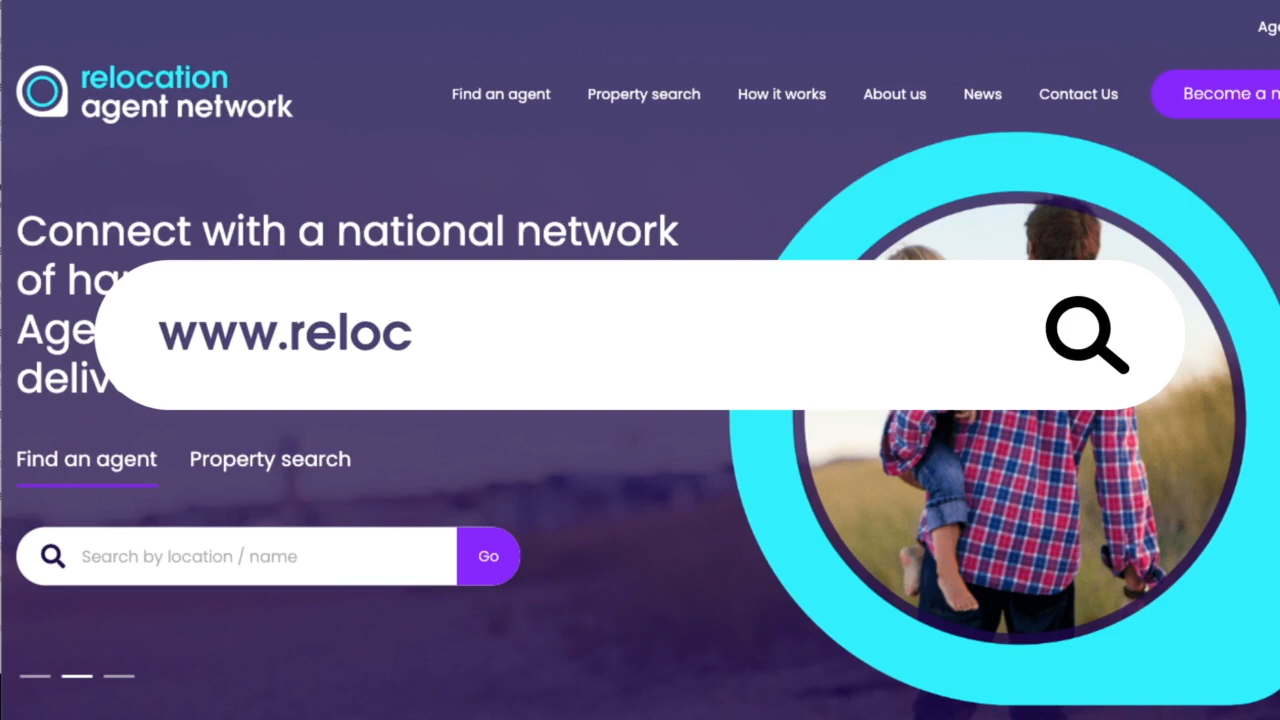 Age
relocation
agent network
Find an agent Property search How it works About us News Contact Us Become a m
Connect with a national network
of ha
www.reloc
Age
deliv
Find an agent Property search
Search by location / name Go